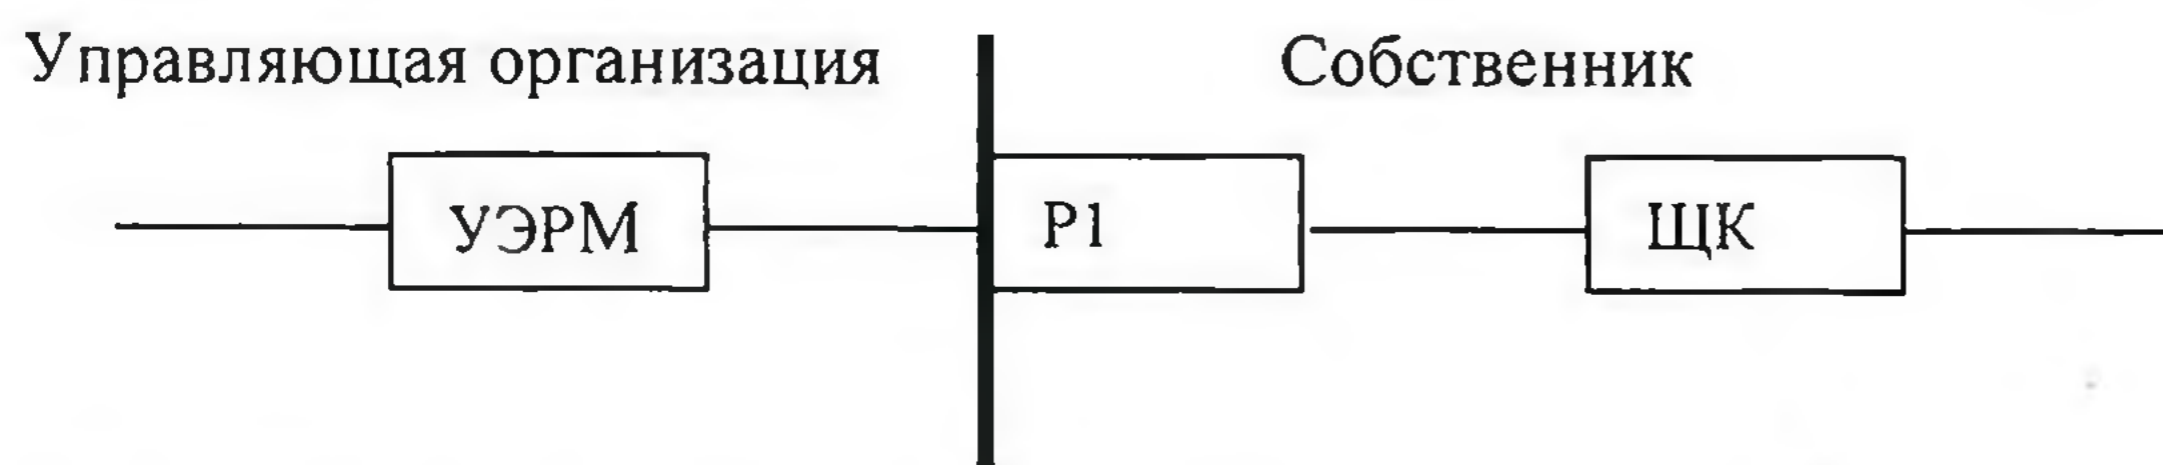 Управляющая организация
Собственник
УЭРМ
Р1
ЩК